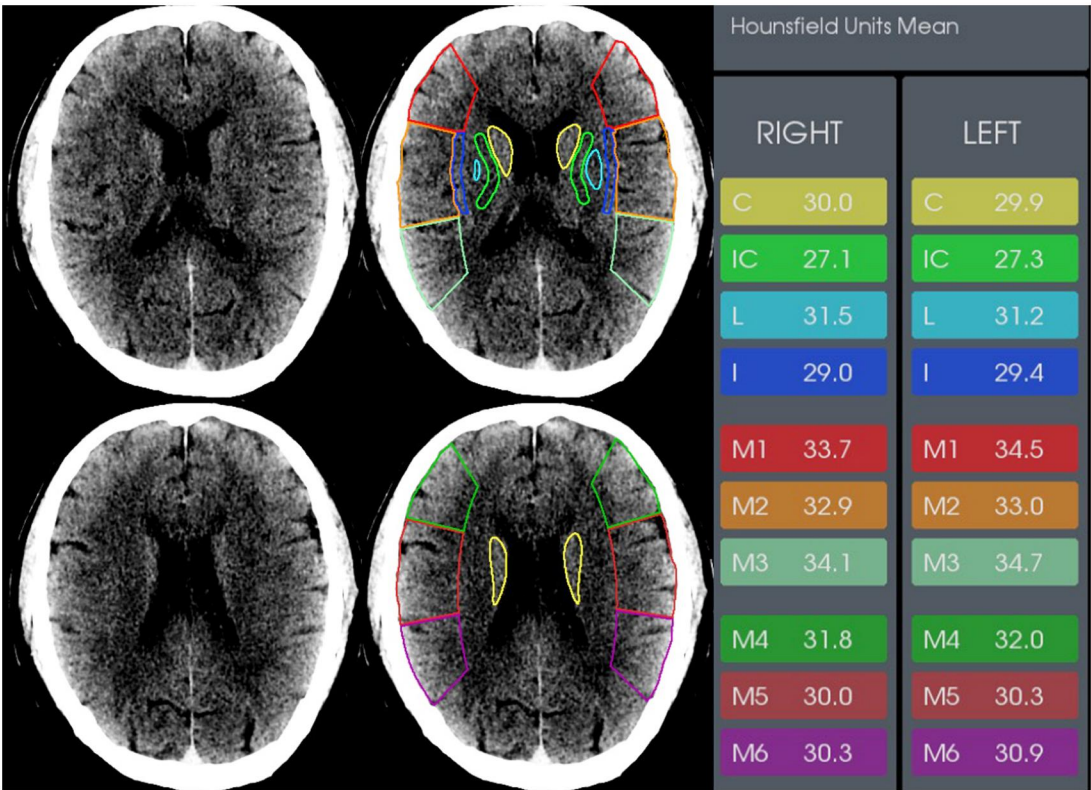 Hounsfield Units Mean
RIGHT LEFT
C 30.0 C 29.9
IC 27.1 IC 27.3
L 31.5 L 31.2
I 29.0 I 29.4
M1 33.7 M1 34.5
M2 32.9 M2 33.0
M3 34.1 M3 34.7
M4 31.8 M4 32.0
M5 30.0 M5 30.3
M6 30.3 M6 30.9